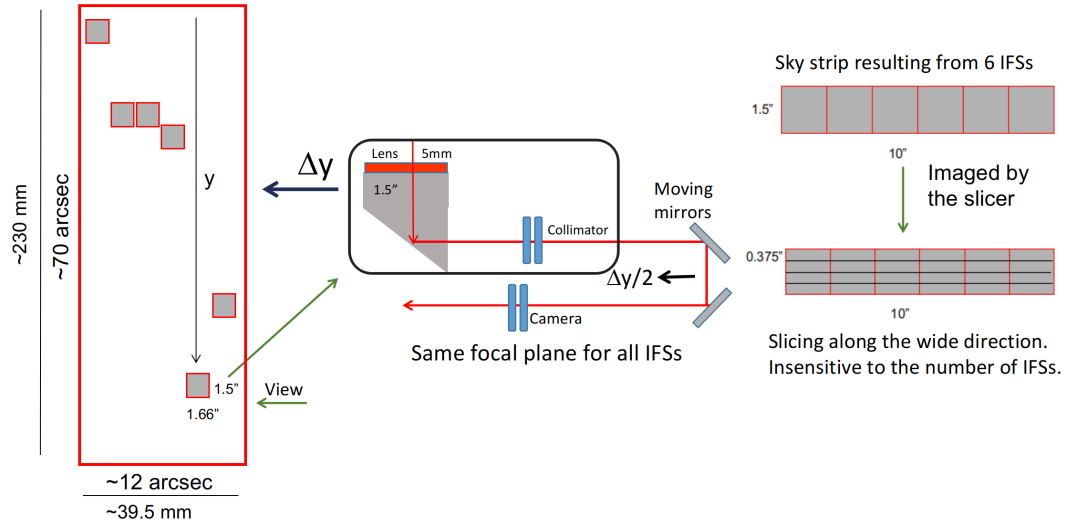 ~230 mm
~70 arcsec
y
1.5”
1.66”
View
~12 arcsec
~39.5 mm
Δy
Lens
5mm
1.5”
Collimator
Moving
mirrors
Δy/2
Camera
Same focal plane for all IFSs
Sky strip resulting from 6 IFSs
1.5”
10”
Imaged by
the slicer
0.375”
10”
Slicing along the wide direction.
Insensitive to the number of IFSs.